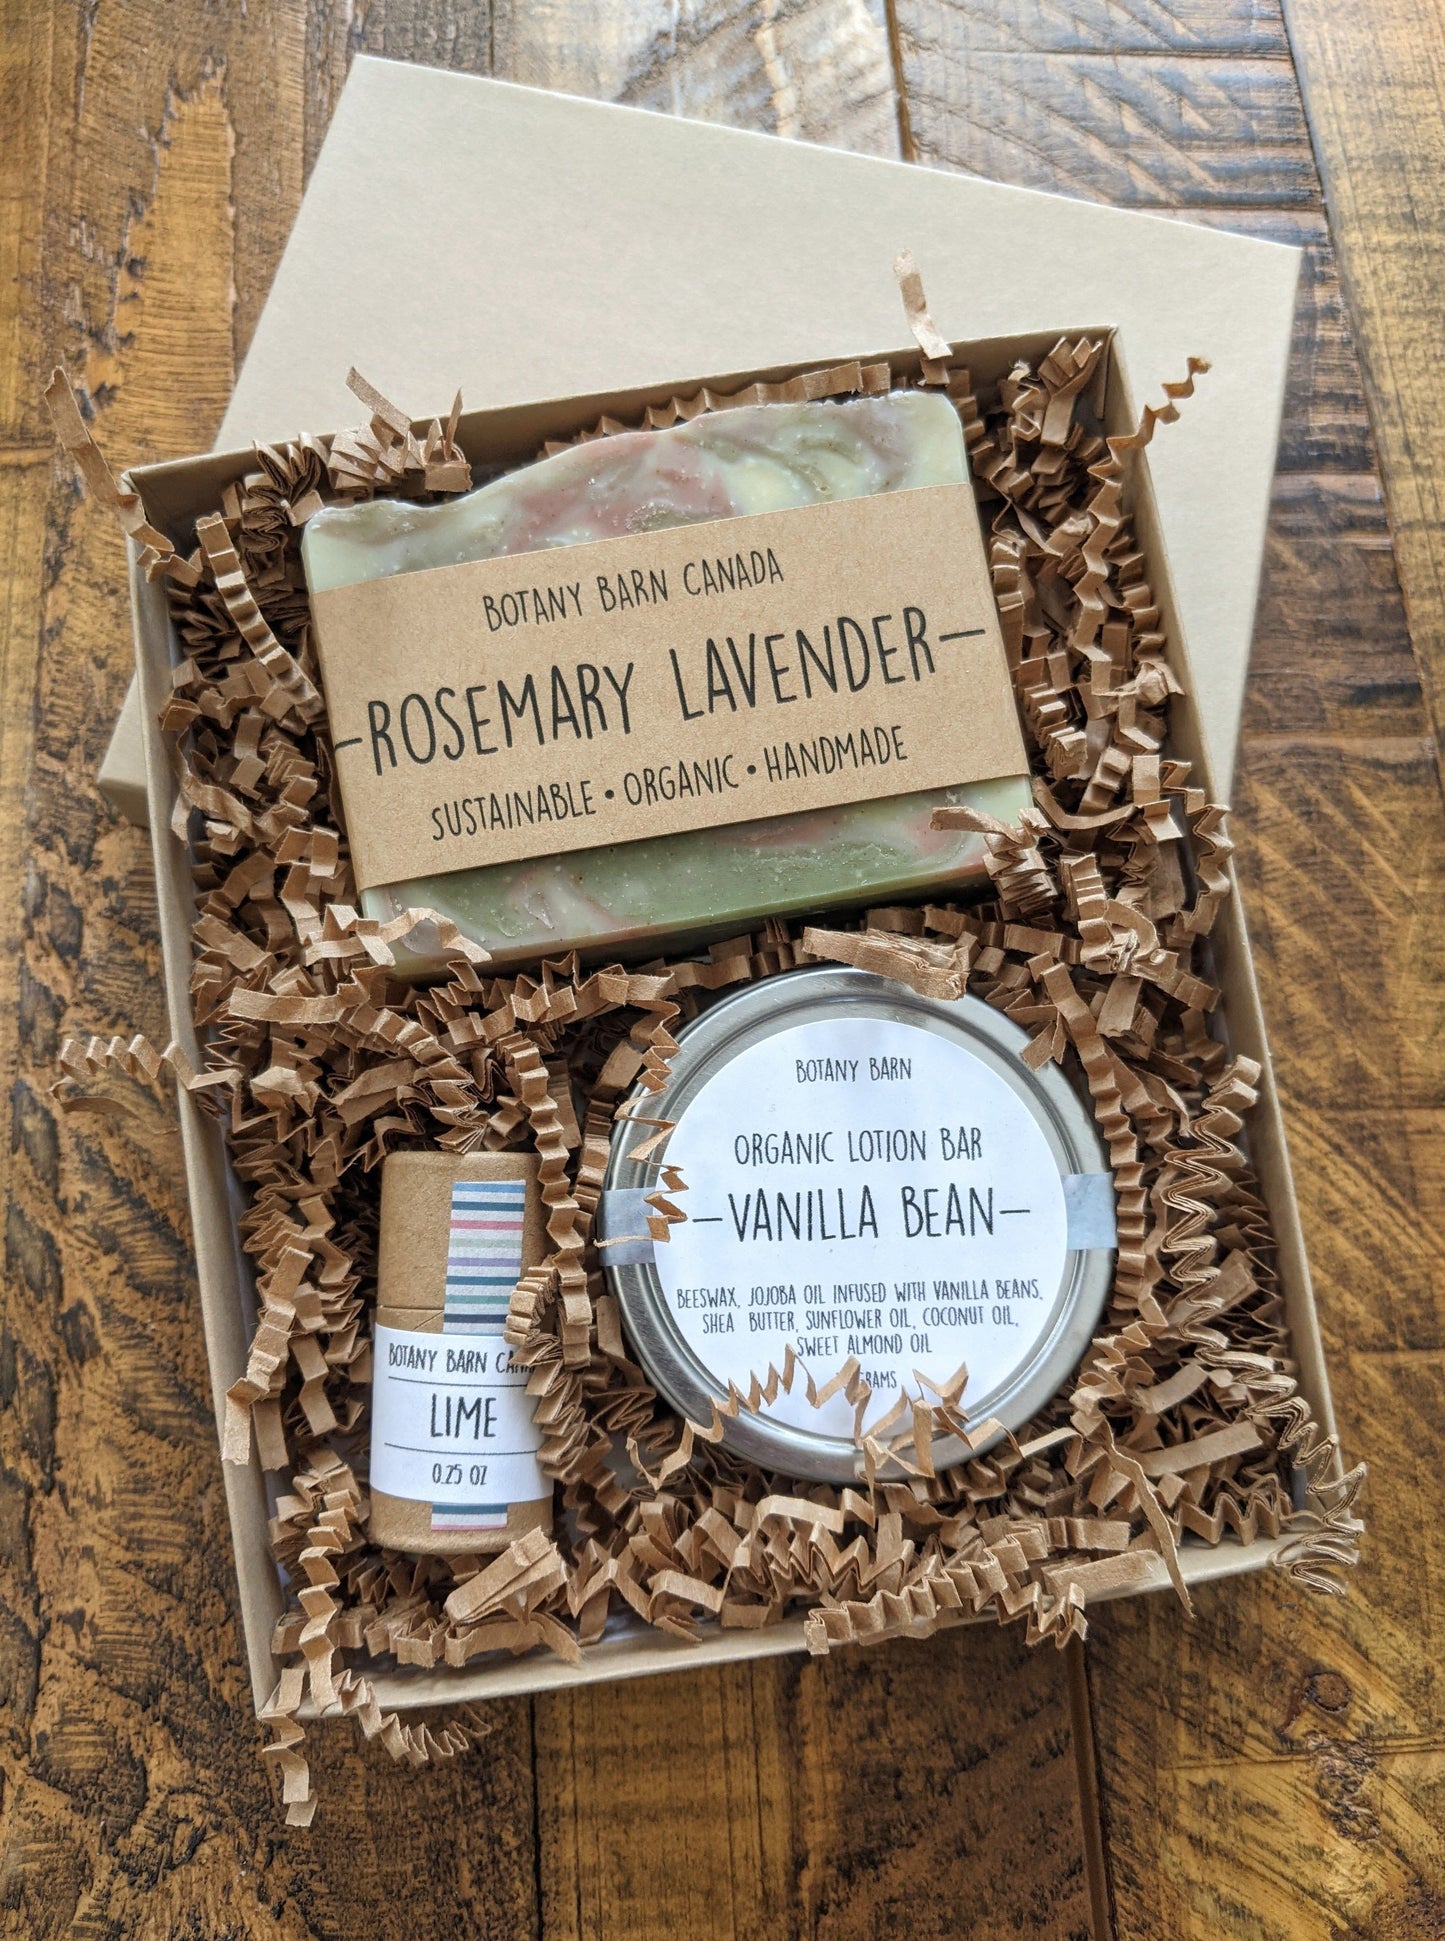 BOTANY BARN CANADA
-ROSEMARY LAVENDER-
SUSTAINABLE • ORGANIC • HANDMADE
BOTANY BARN
ORGANIC LOTION BAR
-VANILLA BEAN-
BEESWAX, JOJOBA OIL INFUSED WITH VANILLA BEANS,
SHEA BUTTER, SUNFLOWER OIL, COCONUT OIL,
SWEET ALMOND OIL
GRAMS
BOTANY BARN
LIME
0.25 OZ